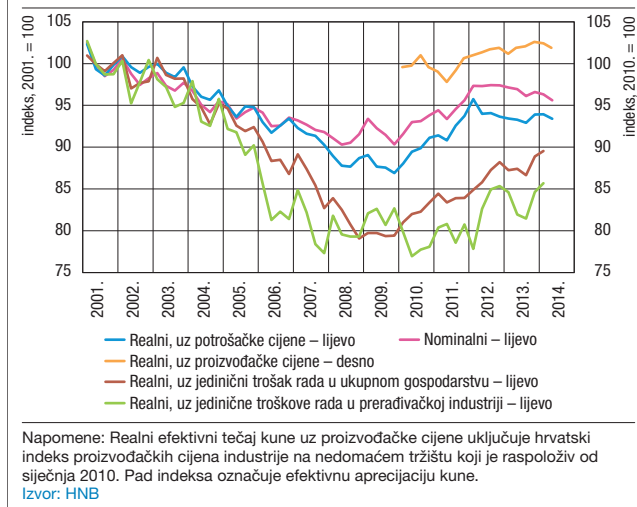 indeks, 2001. = 100
105
100
95
90
85
80
75
105
100
95
90
85
80
75
indeks, 2010. = 100
2001.
2002.
2003.
2004.
2005.
2006.
2007.
2008.
2009.
2010.
2011.
2012.
2013.
2014.
Realni, uz potrošačke cijene – lijevo
Nominalni – lijevo
Realni, uz proizvođačke cijene – desno
Realni, uz jedinični trošak rada u ukupnom gospodarstvu – lijevo
Realni, uz jedinične troškove rada u prerađivačkoj industriji – lijevo
Napomene: Realni efektivni tečaj kune uz proizvođačke cijene uključuje hrvatski
indeks proizvođačkih cijena industrije na nedomaćem tržištu koji je raspoloživ od
siječnja 2010. Pad indeksa označuje efektivnu aprecijaciju kune.
Izvor: HNB